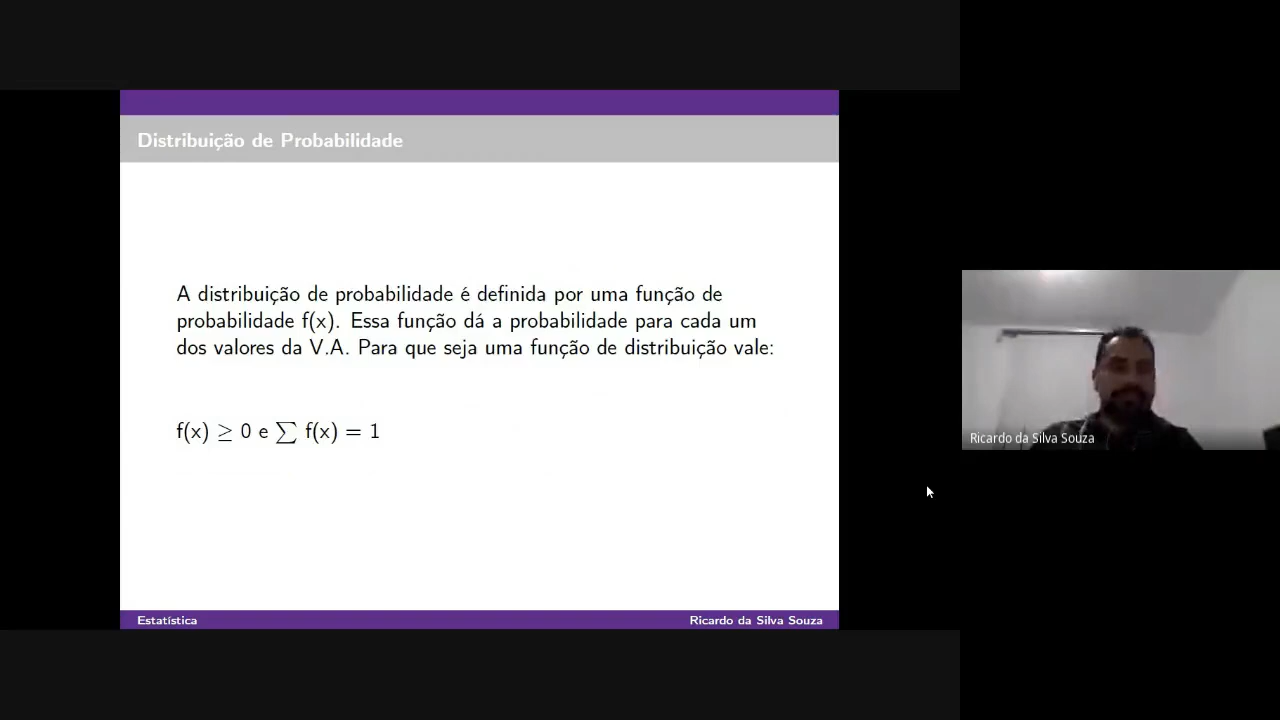 Distribuição de Probabilidade
A distribuição de probabilidade é definida por uma função de
probabilidade f(x). Essa função dá a probabilidade para cada um
dos valores da V.A. Para que seja uma função de distribuição vale:
f(x) ≥ 0 e ∑ f(x) = 1
Estatística
Ricardo da Silva Souza
Ricardo da Silva Souza